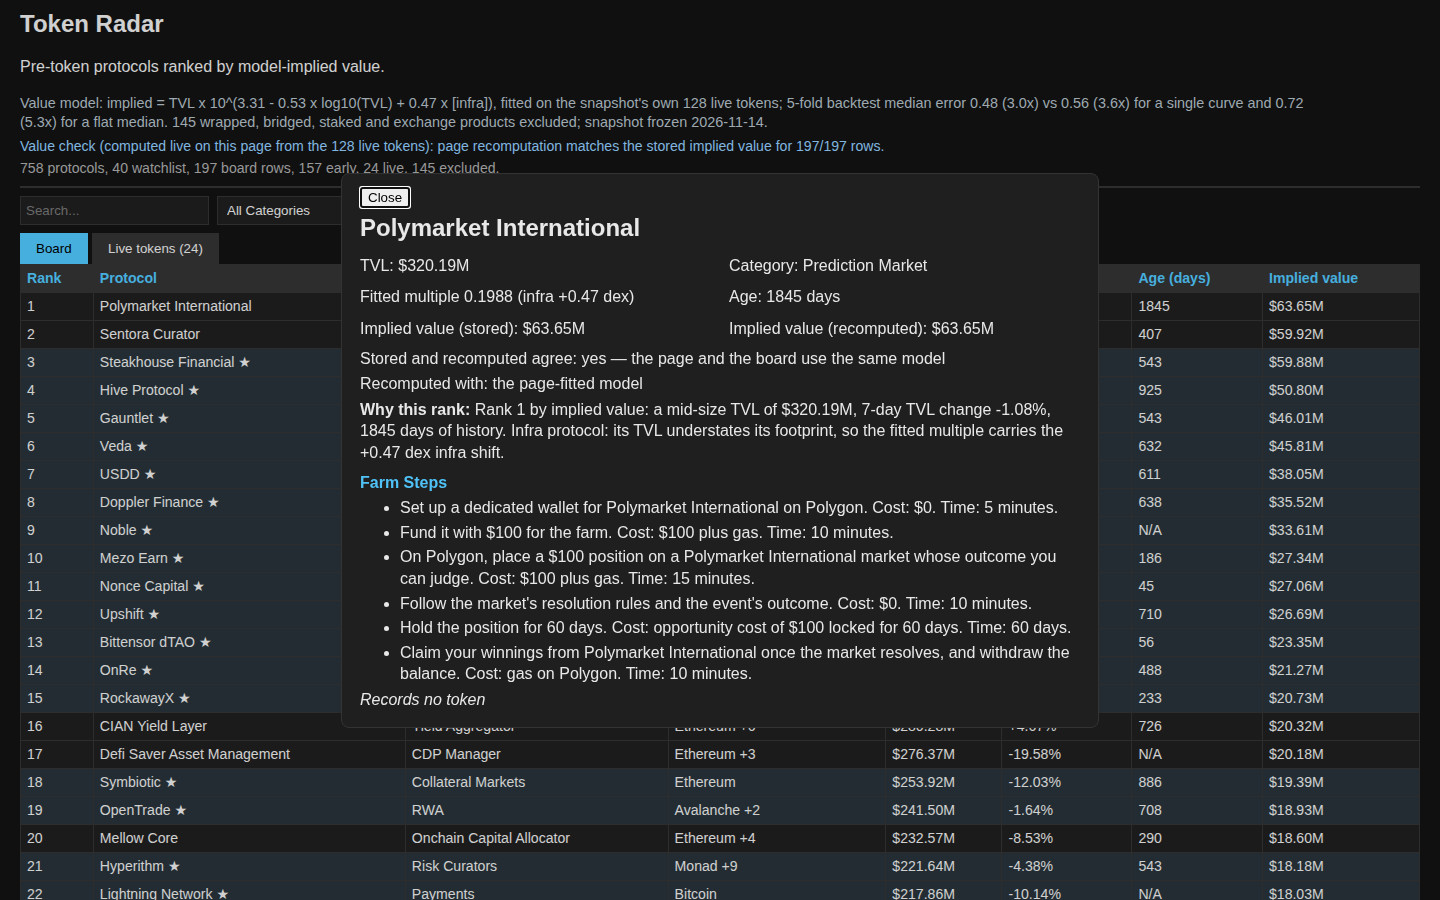 Token Radar
Pre-token protocols ranked by model-implied value.
Value model: implied = TVL x 10^(3.31 - 0.53 x log10(TVL) + 0.47 x [infra]), fitted on the snapshot's own 128 live tokens; 5-fold backtest median error 0.48 (3.0x) vs 0.56 (3.6x) for a single curve and 0.72
(5.3x) for a flat median. 145 wrapped, bridged, staked and exchange products excluded; snapshot frozen 2026-11-14.
Value check (computed live on this page from the 128 live tokens): page recomputation matches the stored implied value for 197/197 rows.
758 protocols, 40 watchlist, 197 board rows, 157 early, 24 live, 145 excluded.
Search... All Categories
Board Live tokens (24)
Rank Protocol Age (days) Implied value
1 Polymarket International 1845 $63.65M
2 Sentora Curator 407 $59.92M
3 Steakhouse Financial ★ 543 $59.88M
4 Hive Protocol ★ 925 $50.80M
5 Gauntlet ★ 543 $46.01M
6 Veda ★ 632 $45.81M
7 USDD ★ 611 $38.05M
8 Doppler Finance ★ 638 $35.52M
9 Noble ★ N/A $33.61M
10 Mezo Earn ★ 186 $27.34M
11 Nonce Capital ★ 45 $27.06M
12 Upshift ★ 710 $26.69M
13 Bittensor dTAO ★ 56 $23.35M
14 OnRe ★ 488 $21.27M
15 RockawayX ★ 233 $20.73M
16 CIAN Yield Layer 726 $20.32M
17 Defi Saver Asset Management CDP Manager Ethereum +3 $276.37M -19.58% N/A $20.18M
18 Symbiotic ★ Collateral Markets Ethereum $253.92M -12.03% 886 $19.39M
19 OpenTrade ★ RWA Avalanche +2 $241.50M -1.64% 708 $18.93M
20 Mellow Core Onchain Capital Allocator Ethereum +4 $232.57M -8.53% 290 $18.60M
21 Hyperithm ★ Risk Curators Monad +9 $221.64M -4.38% 543 $18.18M
22 Lightning Network ★ Payments Bitcoin $217.86M -10.14% N/A $18.03M
Close
Polymarket International
TVL: $320.19M Category: Prediction Market
Fitted multiple 0.1988 (infra +0.47 dex) Age: 1845 days
Implied value (stored): $63.65M Implied value (recomputed): $63.65M
Stored and recomputed agree: yes — the page and the board use the same model
Recomputed with: the page-fitted model
Why this rank: Rank 1 by implied value: a mid-size TVL of $320.19M, 7-day TVL change -1.08%,
1845 days of history. Infra protocol: its TVL understates its footprint, so the fitted multiple carries the
+0.47 dex infra shift.
Farm Steps
• Set up a dedicated wallet for Polymarket International on Polygon. Cost: $0. Time: 5 minutes.
• Fund it with $100 for the farm. Cost: $100 plus gas. Time: 10 minutes.
• On Polygon, place a $100 position on a Polymarket International market whose outcome you
can judge. Cost: $100 plus gas. Time: 15 minutes.
• Follow the market's resolution rules and the event's outcome. Cost: $0. Time: 10 minutes.
• Hold the position for 60 days. Cost: opportunity cost of $100 locked for 60 days. Time: 60 days.
• Claim your winnings from Polymarket International once the market resolves, and withdraw the
balance. Cost: gas on Polygon. Time: 10 minutes.
Records no token